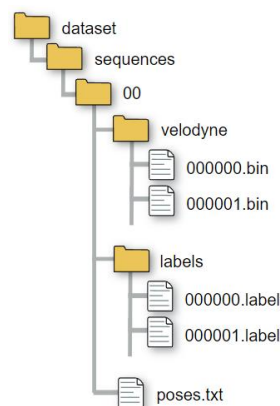 dataset
sequences
00
velodyne
000000.bin
000001.bin
labels
000000.label
000001.label
poses.txt